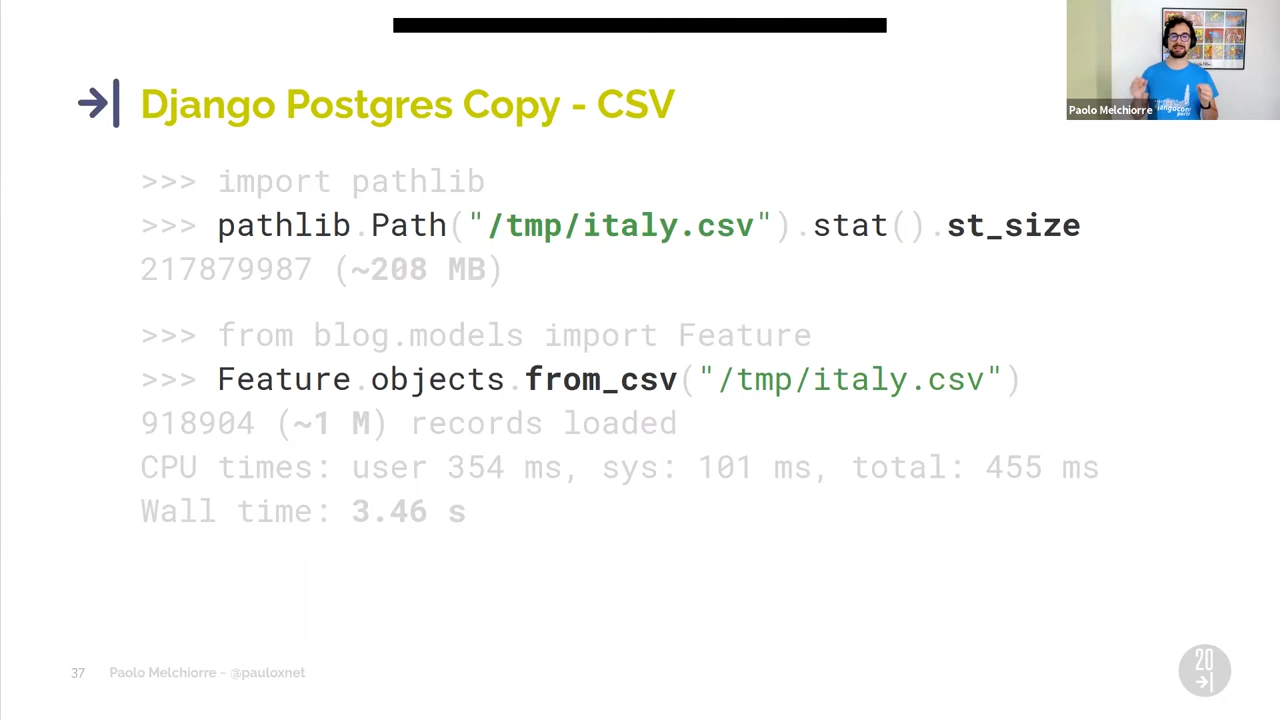 Django Postgres Copy - CSV
>>> import pathlib
>>> pathlib.Path("/tmp/italy.csv").stat().st_size
217879987 (~208 MB)
>>> from blog.models import Feature
>>> Feature.objects.from_csv("/tmp/italy.csv")
918904 (~1 M) records loaded
CPU times: user 354 ms, sys: 101 ms, total: 455 ms
Wall time: 3.46 s
37 Paolo Melchiorre ~ @pauloxnet
20
Paolo Melchiorre